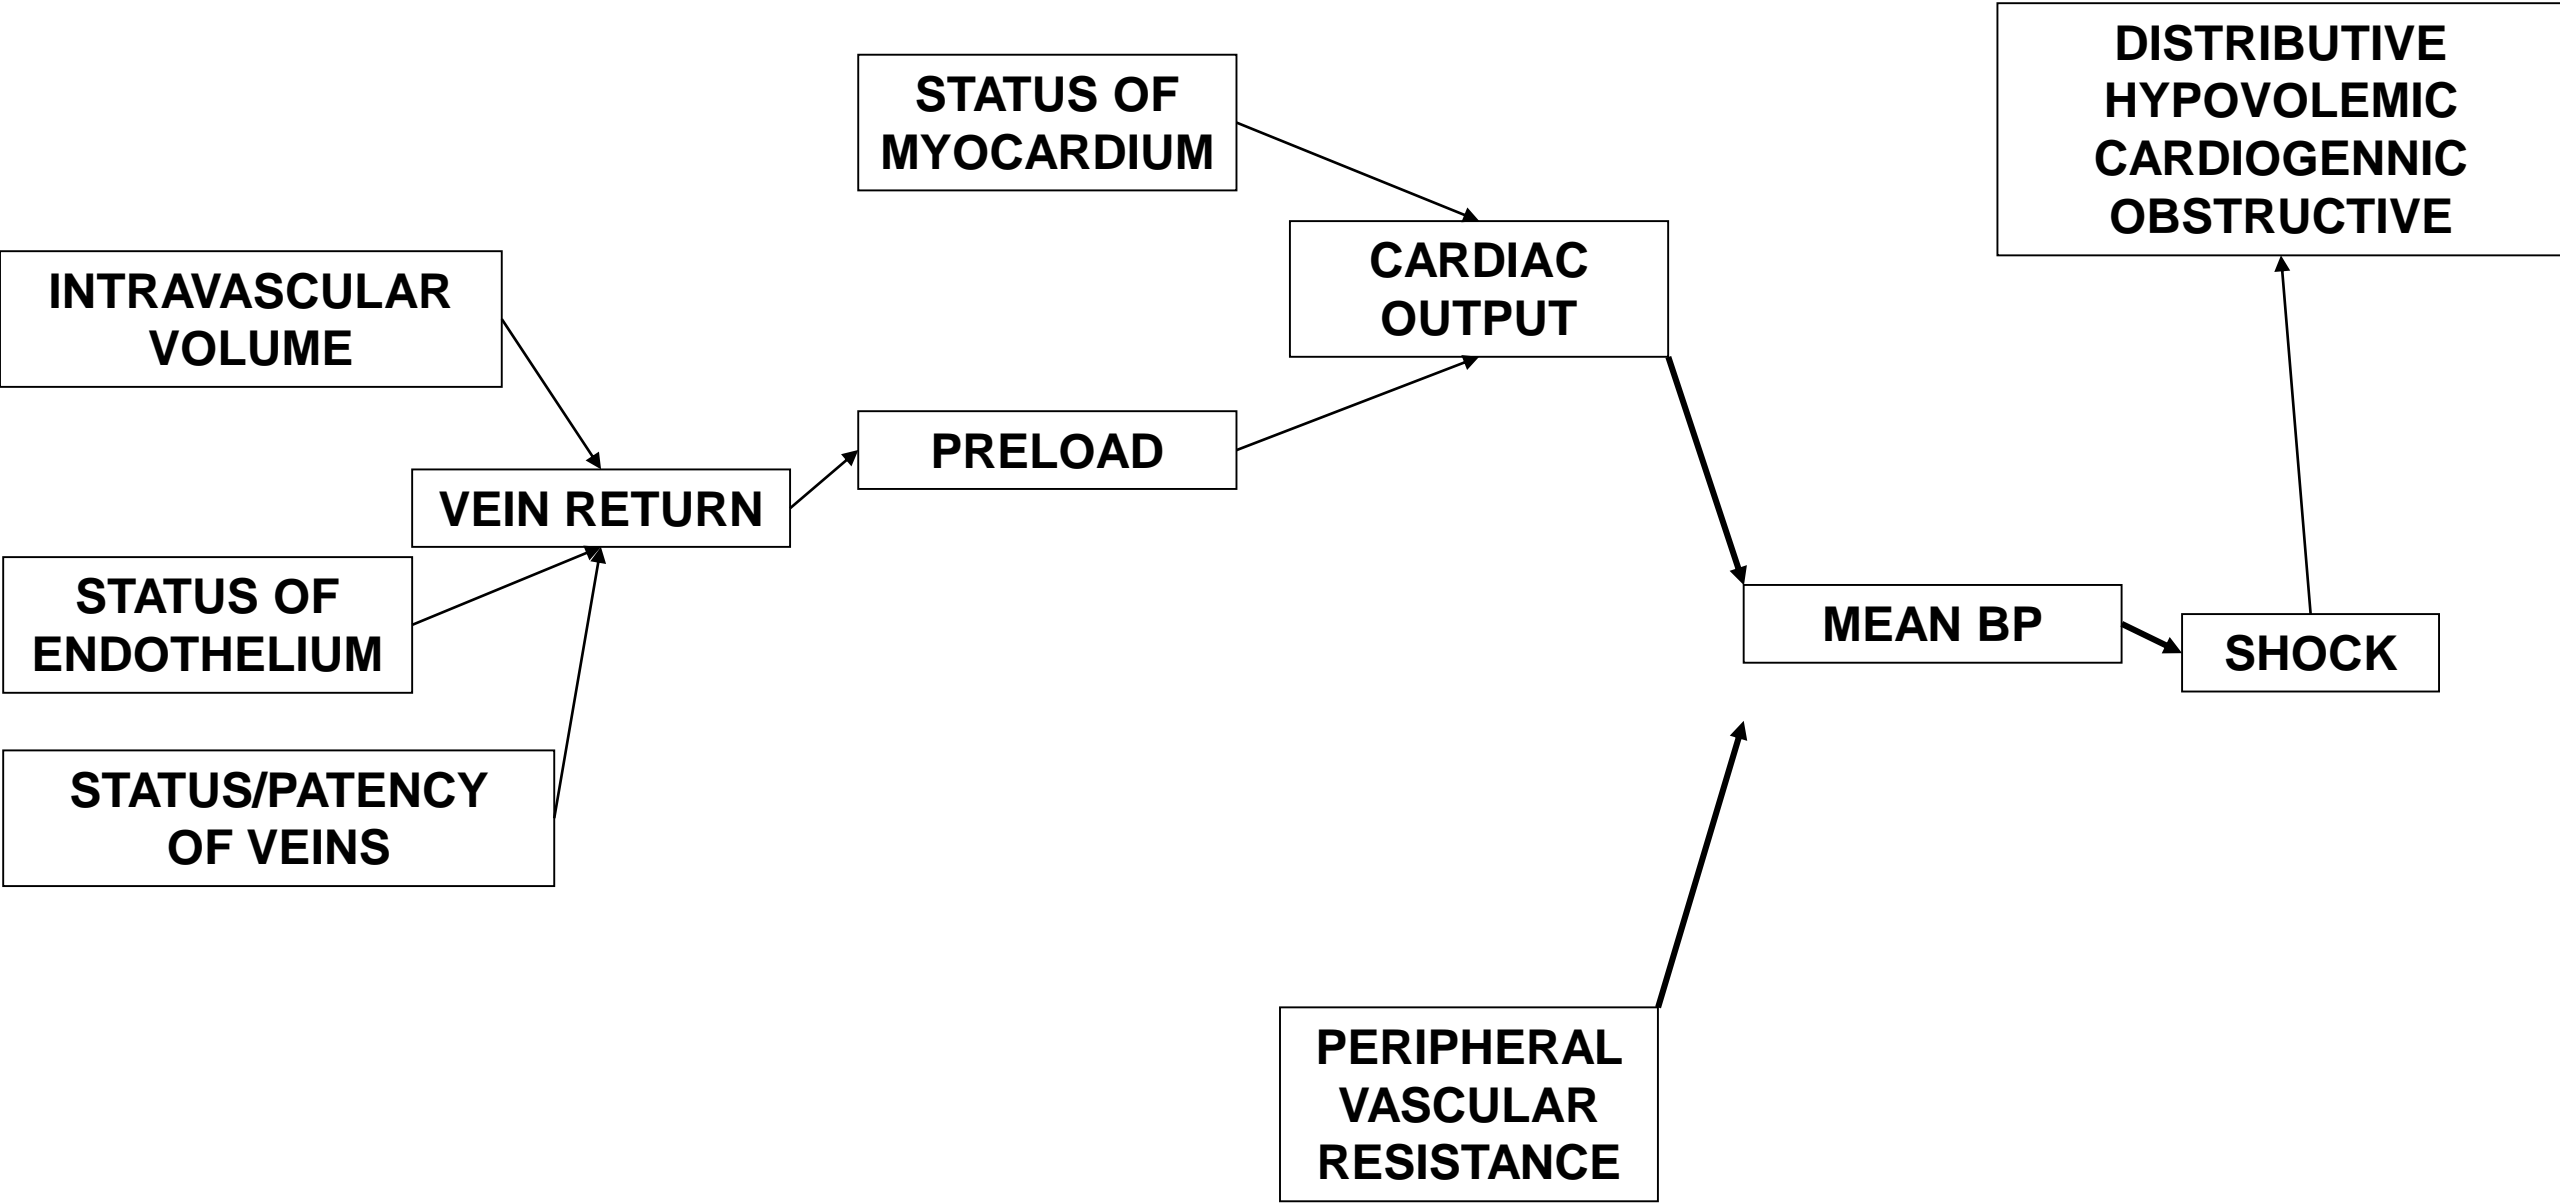 DISTRIBUTIVE
HYPOVOLEMIC
CARDIOGENNIC
OBSTRUCTIVE
STATUS OF
MYOCARDIUM
CARDIAC
OUTPUT
INTRAVASCULAR
VOLUME
PRELOAD
VEIN RETURN
STATUS OF
ENDOTHELIUM
MEAN BP
SHOCK
STATUS/PATENCY
OF VEINS
PERIPHERAL
VASCULAR
RESISTANCE